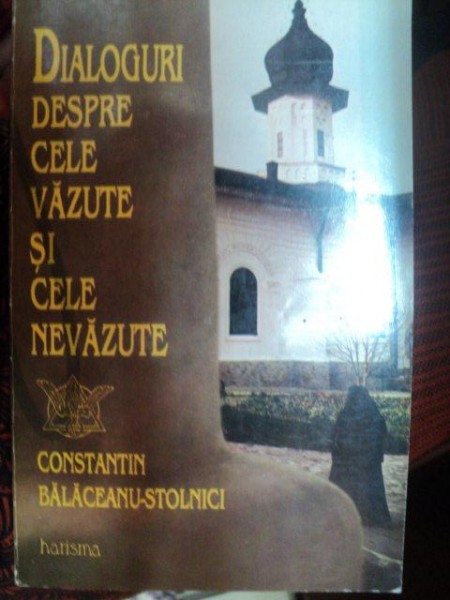 DIALOGURI
DESPRE
CELE
VĂZUTE
ȘI
CELE
NEVĂZUTE
CONSTANTIN
BĂLĂCEANU-STOLNICI
harisma